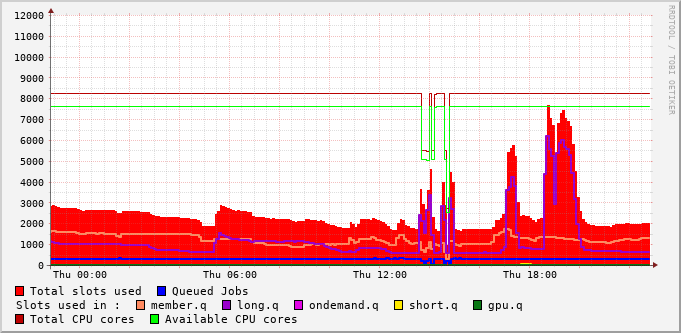 12000
11000
10000
9000
8000
7000
6000
5000
4000
3000
2000
1000
0
Thu 00:00 Thu 06:00 Thu 12:00 Thu 18:00
RRDTOOL / TOBI OETIKER
Total slots used Queued Jobs
Slots used in : member.q long.q ondemand.q short.q gpu.q
Total CPU cores Available CPU cores